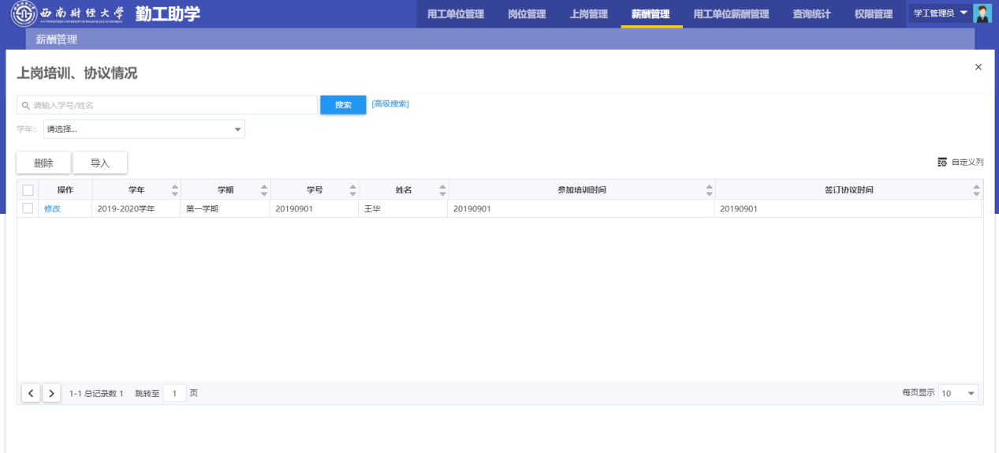 西南财经大学 勤工助学 用工单位管理 岗位管理 上岗管理 薪酬管理 用工单位薪酬管理 查询统计 权限管理 学工管理员
薪酬管理
上岗培训、协议情况 ×
请输入学号/姓名 搜索 [高级搜索]
学年: 请选择...
删除 导入 自定义列
操作 学年 学期 学号 姓名 参加培训时间 签订协议时间
修改 2019-2020学年 第一学期 20190901 王华 20190901 20190901
1-1 总记录数 1 跳转至 1 页 每页显示 10